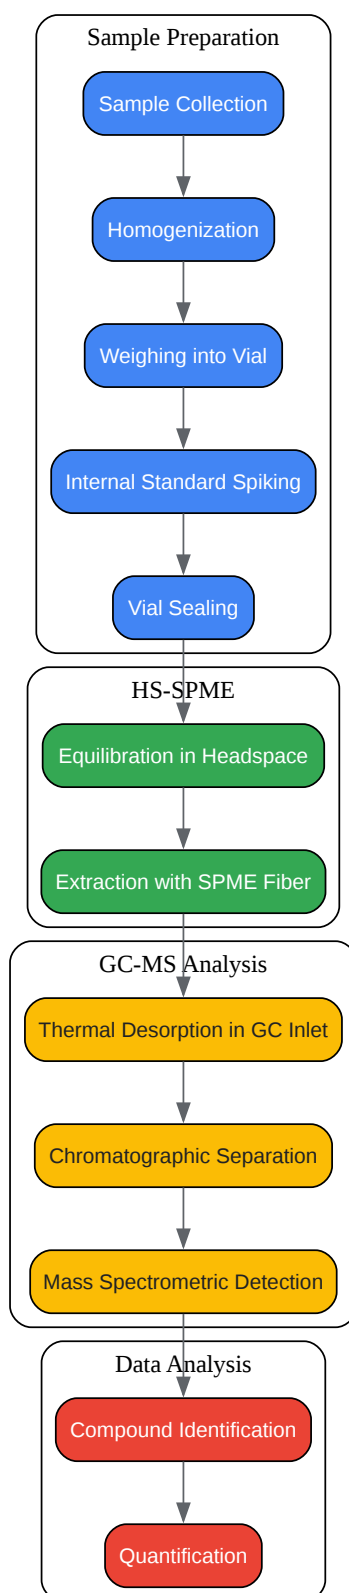 Sample Preparation
Sample Collection
Homogenization
Weighing into Vial
Internal Standard Spiking
Vial Sealing
HS-SPME
Equilibration in Headspace
Extraction with SPME Fiber
GC-MS Analysis
Thermal Desorption in GC Inlet
Chromatographic Separation
Mass Spectrometric Detection
Data Analysis
Compound Identification
Quantification